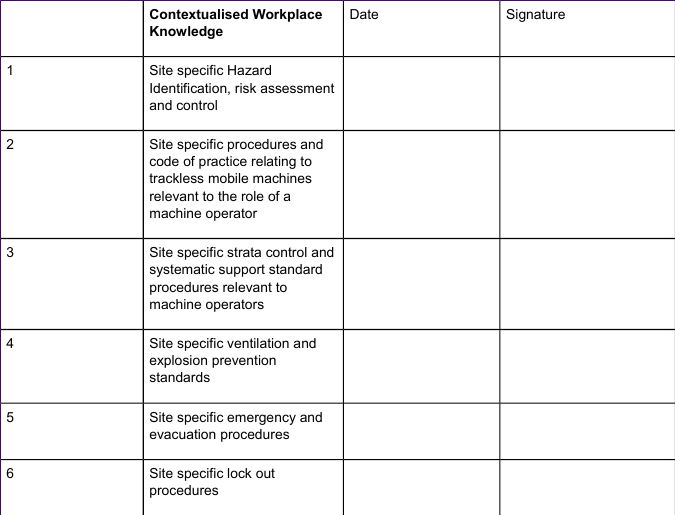 Contextualised Workplace Knowledge Date Signature
1 Site specific Hazard
Identification, risk assessment
and control
2 Site specific procedures and
code of practice relating to
trackless mobile machines
relevant to the role of a
machine operator
3 Site specific strata control and
systematic support standard
procedures relevant to
machine operators
4 Site specific ventilation and
explosion prevention
standards
5 Site specific emergency and
evacuation procedures
6 Site specific lock out
procedures